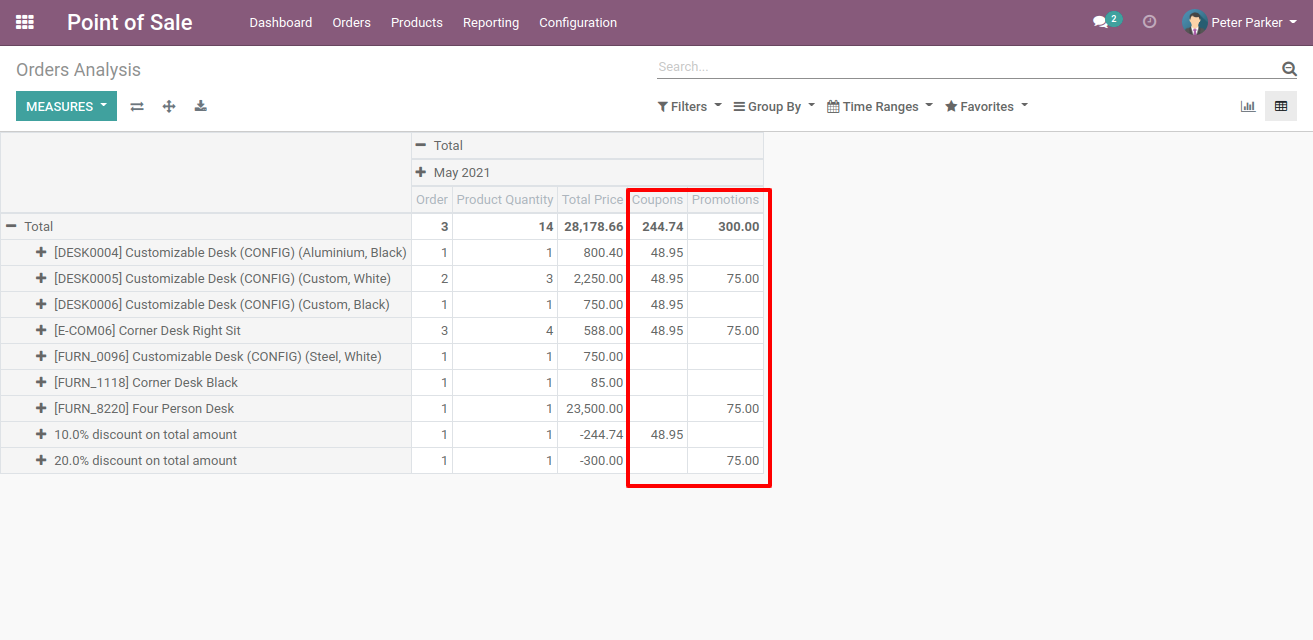 Point of Sale Dashboard Orders Products Reporting Configuration 2 Peter Parker
Orders Analysis Search...
MEASURES Filters Group By Time Ranges Favorites
Total
May 2021
Order Product Quantity Total Price Coupons Promotions
Total 3 14 28,178.66 244.74 300.00
[DESK0004] Customizable Desk (CONFIG) (Aluminium, Black) 1 1 800.40 48.95
[DESK0005] Customizable Desk (CONFIG) (Custom, White) 2 3 2,250.00 48.95 75.00
[DESK0006] Customizable Desk (CONFIG) (Custom, Black) 1 1 750.00 48.95
[E-COM06] Corner Desk Right Sit 3 4 588.00 48.95 75.00
[FURN_0096] Customizable Desk (CONFIG) (Steel, White) 1 1 750.00
[FURN_1118] Corner Desk Black 1 1 85.00
[FURN_8220] Four Person Desk 1 1 23,500.00 75.00
10.0% discount on total amount 1 1 -244.74 48.95
20.0% discount on total amount 1 1 -300.00 75.00